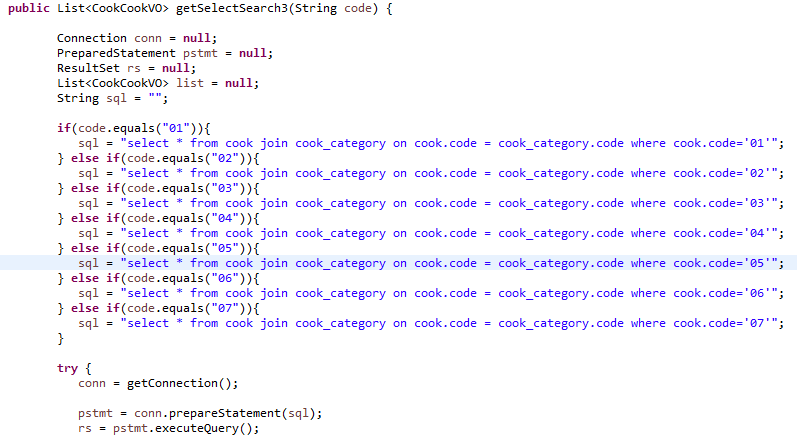 public List<CookCookVO> getSelectSearch3(String code) {
Connection conn = null;
PreparedStatement pstmt = null;
ResultSet rs = null;
List<CookCookVO> list = null;
String sql = "";
if(code.equals("01")){
sql = "select * from cook join cook_category on cook.code = cook_category.code where cook.code='01'";
} else if(code.equals("02")){
sql = "select * from cook join cook_category on cook.code = cook_category.code where cook.code='02'";
} else if(code.equals("03")){
sql = "select * from cook join cook_category on cook.code = cook_category.code where cook.code='03'";
} else if(code.equals("04")){
sql = "select * from cook join cook_category on cook.code = cook_category.code where cook.code='04'";
} else if(code.equals("05")){
sql = "select * from cook join cook_category on cook.code = cook_category.code where cook.code='05'";
} else if(code.equals("06")){
sql = "select * from cook join cook_category on cook.code = cook_category.code where cook.code='06'";
} else if(code.equals("07")){
sql = "select * from cook join cook_category on cook.code = cook_category.code where cook.code='07'";
}
try {
conn = getConnection();
pstmt = conn.prepareStatement(sql);
rs = pstmt.executeQuery();